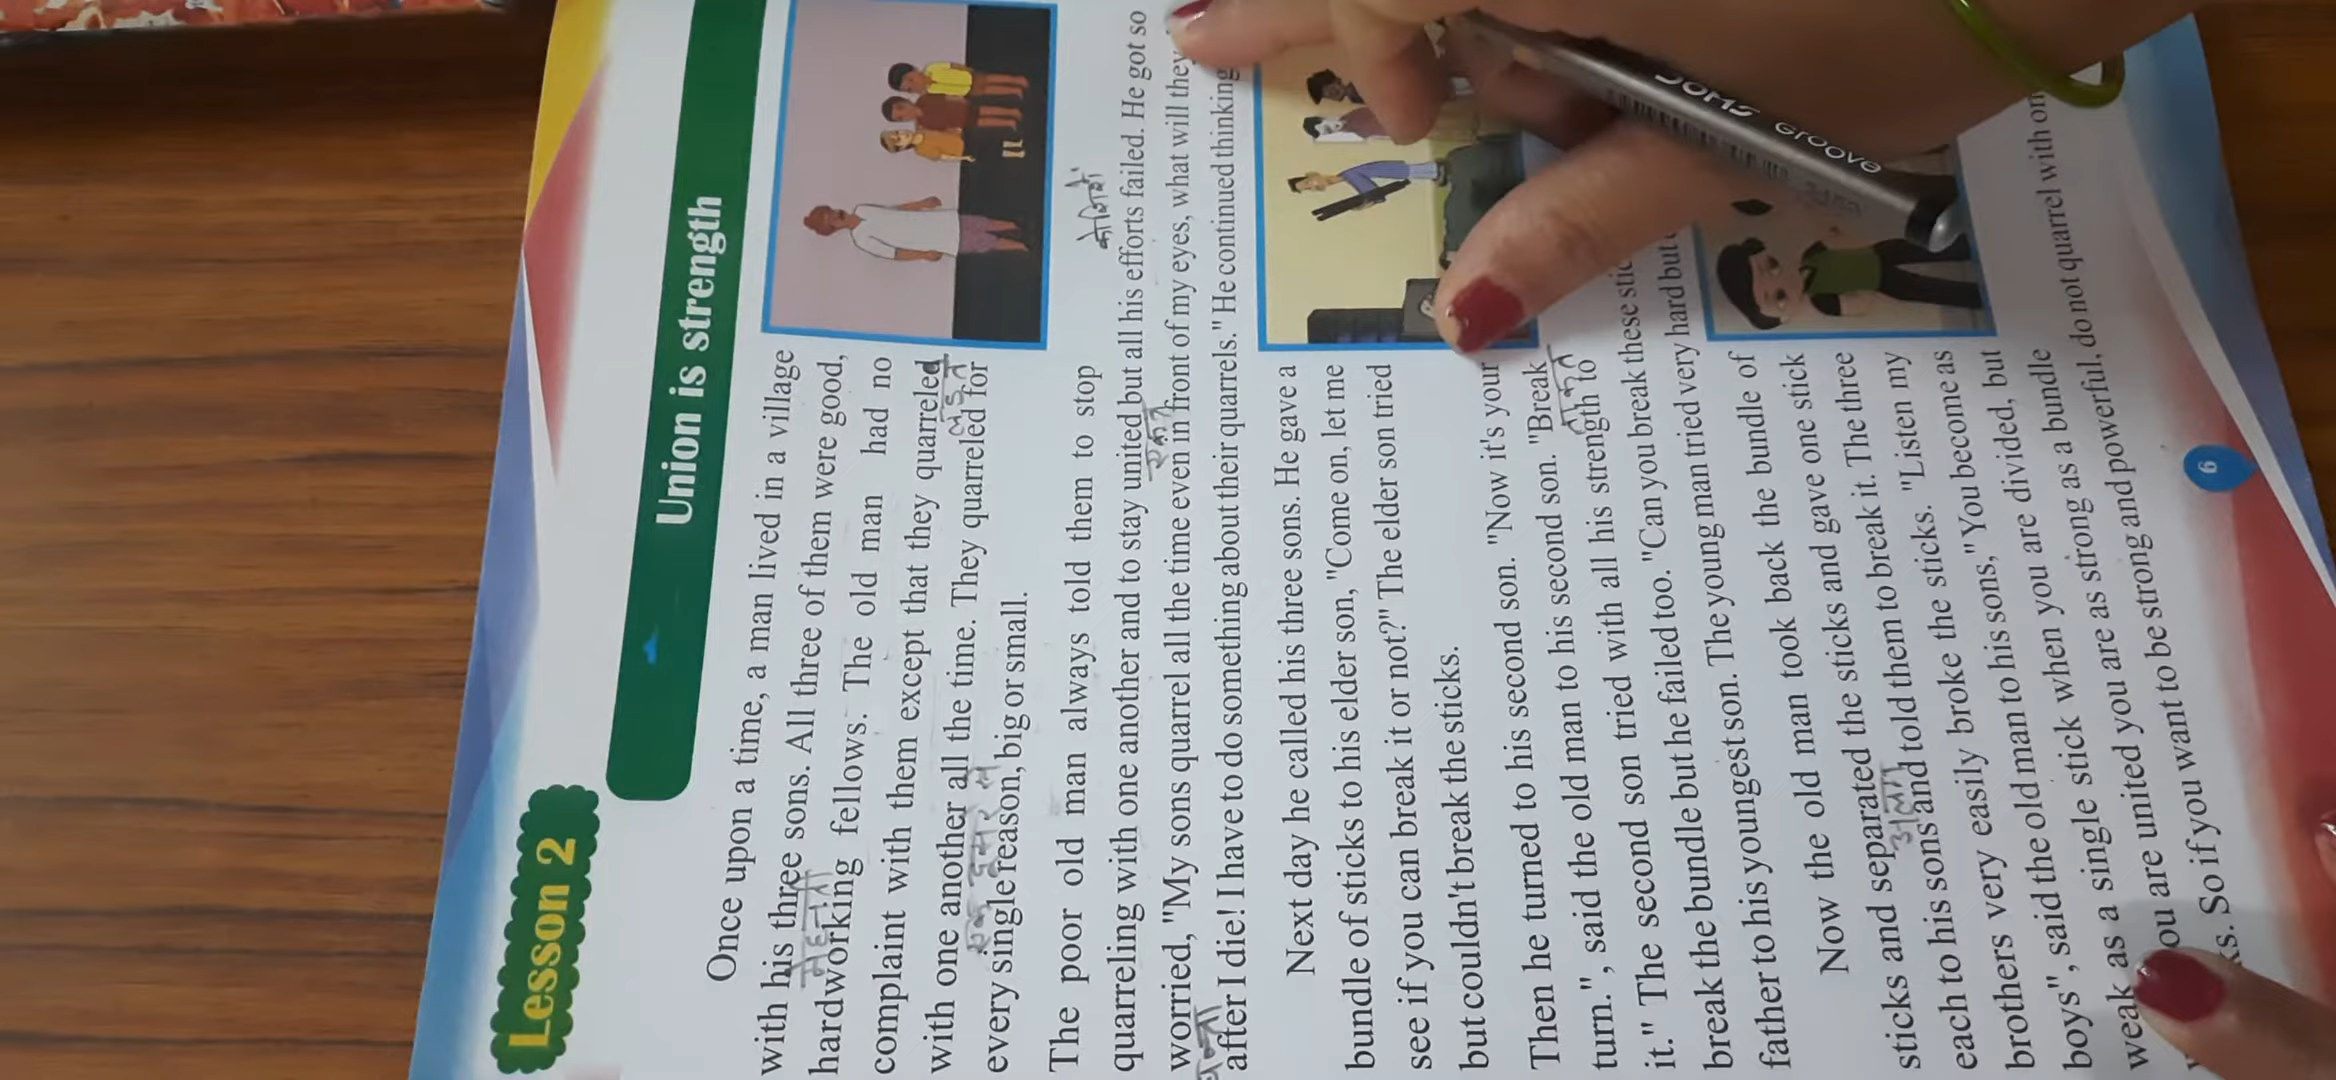 Lesson 2
Union is strength
Once upon a time, a man lived in a village
with his three sons. All three of them were good,
मेहनती
hardworking fellows. The old man had no
complaint with them except that they quarreled
लड़ते
with one another all the time. They quarreled for
एक दूसरे से
every single reason, big or small.
The poor old man always told them to stop
कोशिशें
quarreling with one another and to stay united but all his efforts failed. He got so
एकता
worried, "My sons quarrel all the time even in front of my eyes, what will they
after I die! I have to do something about their quarrels." He continued thinking
Next day he called his three sons. He gave a
bundle of sticks to his elder son, "Come on, let me
see if you can break it or not?" The elder son tried
but couldn't break the sticks.
Then he turned to his second son. "Now it's your
turn.", said the old man to his second son. "Break
ताकत
it." The second son tried with all his strength to
break the bundle but he failed too. "Can you break these
father to his youngest son. The young man tried very hard but
Now the old man took back the bundle of
sticks and separated the sticks and gave one stick
अलग
each to his sons and told them to break it. The three
brothers very easily broke the sticks. "Listen my
boys", said the old man to his sons, "You become as
weak as a single stick when you are divided, but
ou are united you are as strong as a bundle
ks. So if you want to be strong and powerful, do not quarrel with
6
DOMS GROOVE